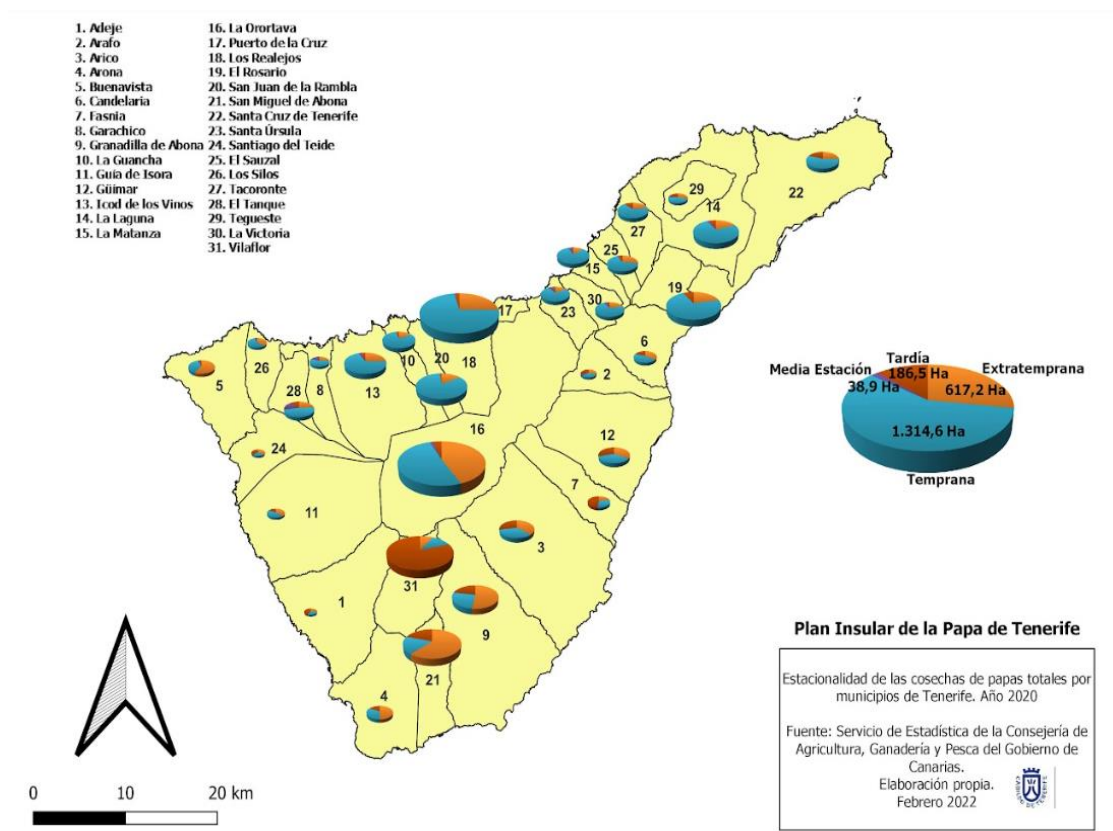 1. Adeje
2. Arafo
3. Arico
4. Arona
5. Buenavista
6. Candelaria
7. Fasnia
8. Garachico
9. Granadilla de Abona
10. La Guancha
11. Guía de Isora
12. Güímar
13. Icod de los Vinos
14. La Laguna
15. La Matanza
16. La Orortava
17. Puerto de la Cruz
18. Los Realejos
19. El Rosario
20. San Juan de la Rambla
21. San Miguel de Abona
22. Santa Cruz de Tenerife
23. Santa Úrsula
24. Santiago del Teide
25. El Sauzal
26. Los Silos
27. Tacoronte
28. El Tanque
29. Tegueste
30. La Victoria
31. Vilaflor
29
22
14
27
25
15
19
30
23
17
6
26
5
28
8
13
10
20
18
2
16
12
24
7
11
3
31
1
9
21
4
Tardía
186,5 Ha
Media Estación
38,9 Ha
Extratemprana
617,2 Ha
1.314,6 Ha
Temprana
0 10 20 km
Plan Insular de la Papa de Tenerife
Estacionalidad de las cosechas de papas totales por
municipios de Tenerife. Año 2020
Fuente: Servicio de Estadística de la Consejería de
Agricultura, Ganadería y Pesca del Gobierno de
Canarias.
Elaboración propia.
Febrero 2022
CABILDO
DE TENERIFE